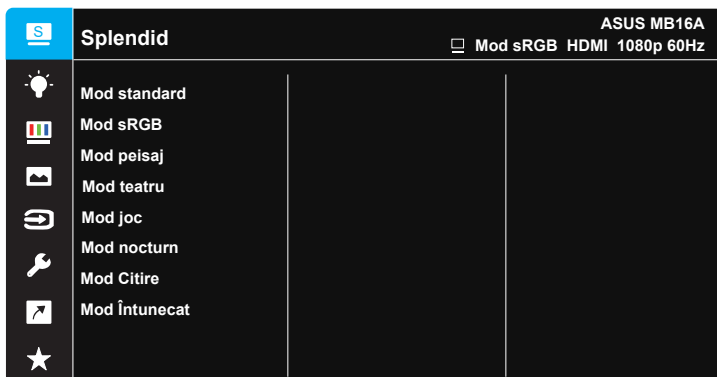 S
Splendid
ASUS MB16A
Mod sRGB HDMI 1080p 60Hz
Mod standard
Mod sRGB
Mod peisaj
Mod teatru
Mod joc
Mod nocturn
Mod Citire
Mod Întunecat